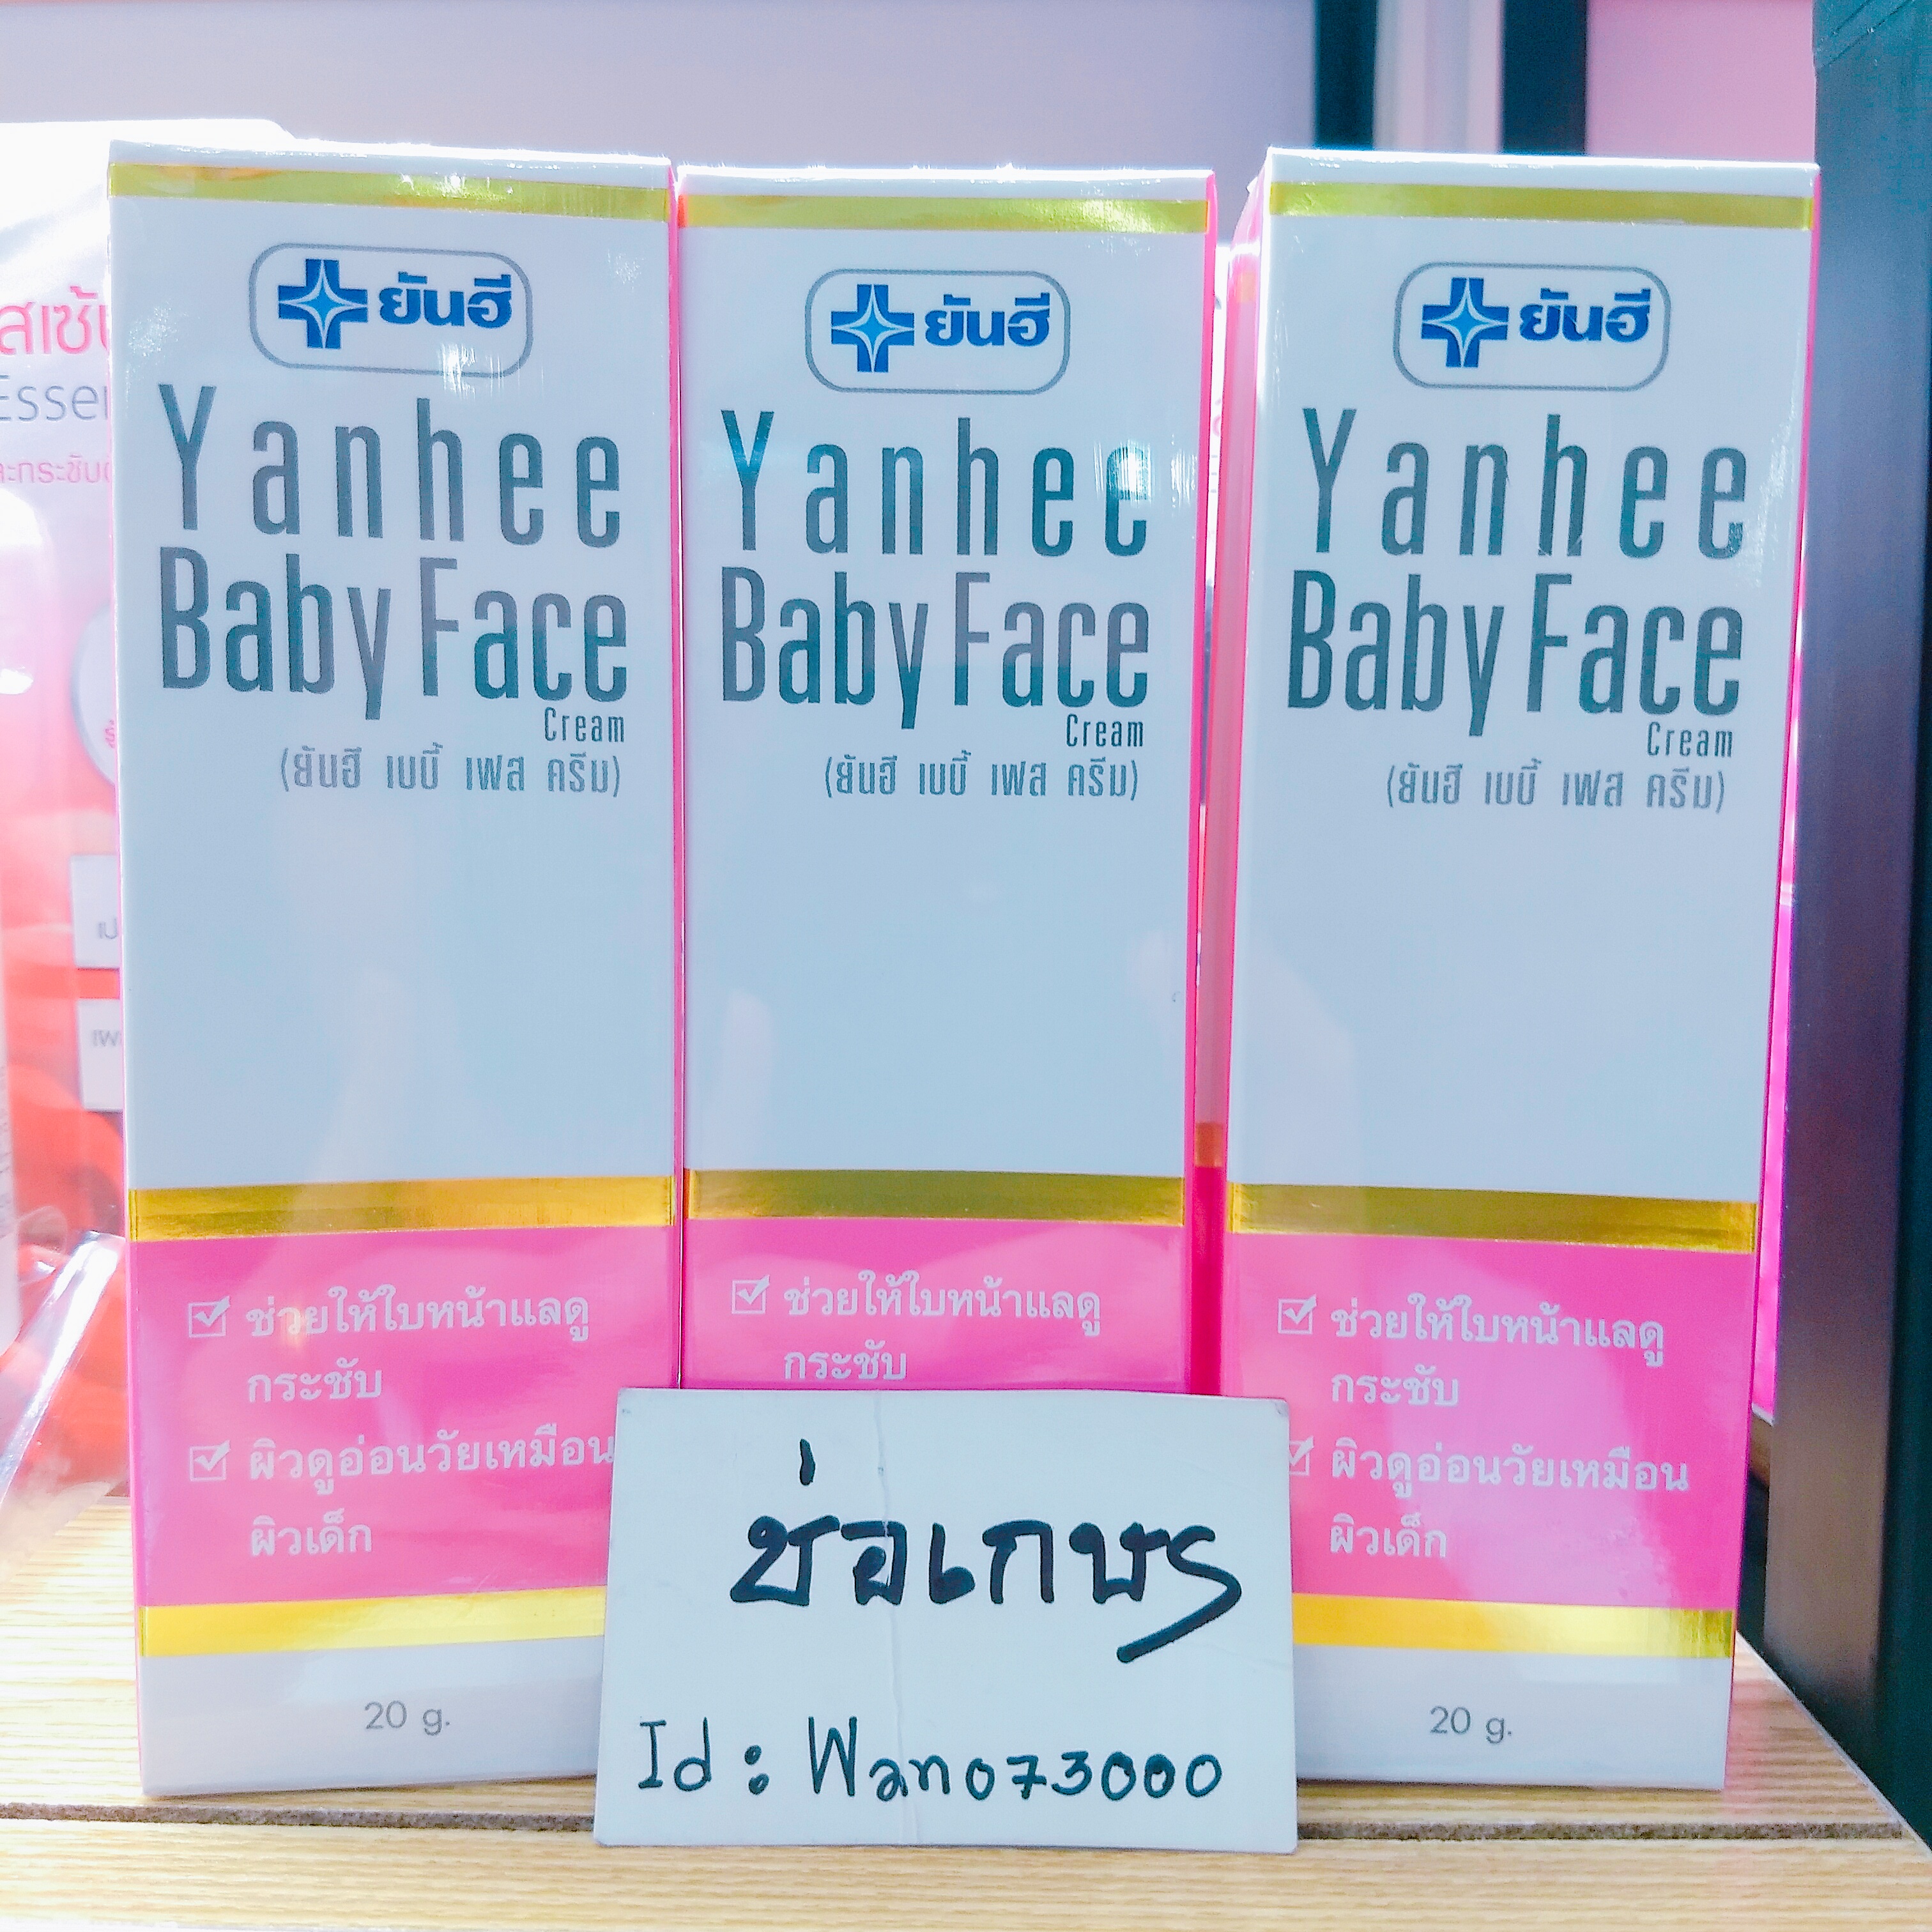 ยันฮี
Yanhee
Baby Face
Cream
(ยันฮี เบบี้ เฟส ครีม)
ช่วยให้ใบหน้าแลดู
กระชับ
ผิวดูอ่อนวัยเหมือน
ผิวเด็ก
20 g.
ยันฮี
Yanhee
Baby Face
Cream
(ยันฮี เบบี้ เฟส ครีม)
ช่วยให้ใบหน้าแลดู
กระชับ
ยันฮี
Yanhee
Baby Face
Cream
(ยันฮี เบบี้ เฟส ครีม)
ช่วยให้ใบหน้าแลดู
กระชับ
ผิวดูอ่อนวัยเหมือน
ผิวเด็ก
20 g.
ช่อเกษร
Id : Wan073000